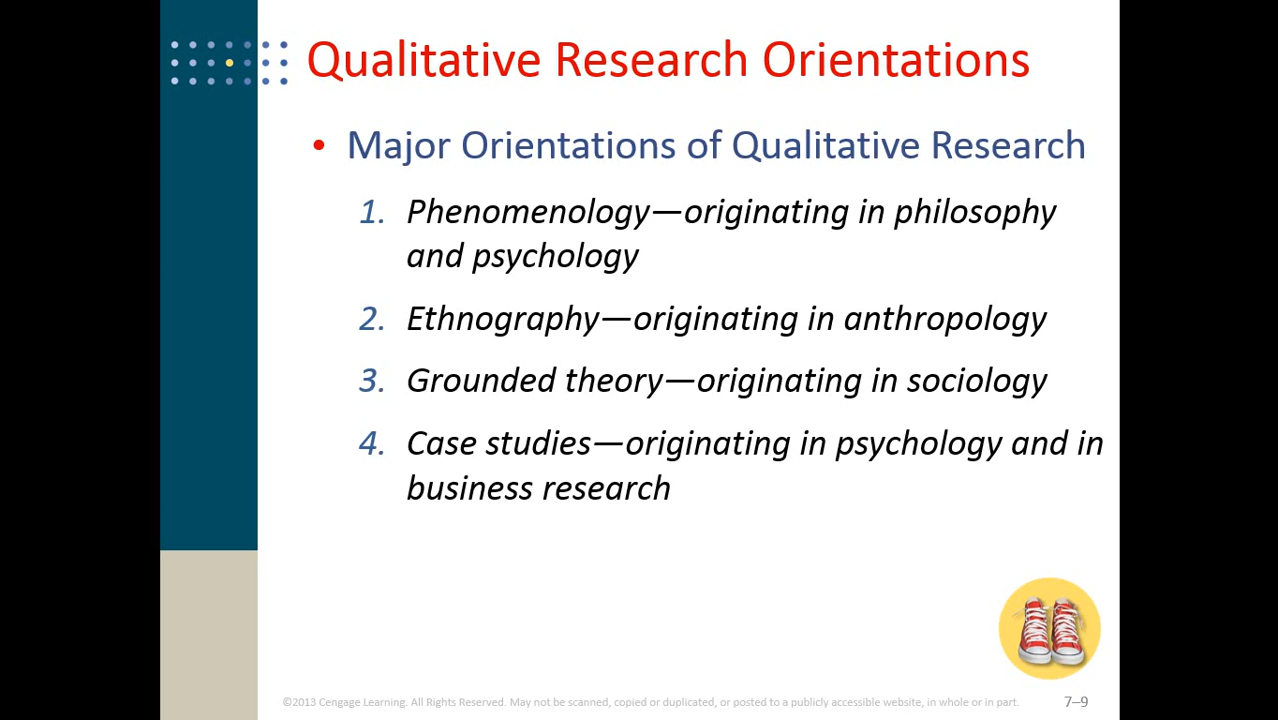 Qualitative Research Orientations
• Major Orientations of Qualitative Research
1. Phenomenology—originating in philosophy
and psychology
2. Ethnography—originating in anthropology
3. Grounded theory—originating in sociology
4. Case studies—originating in psychology and in
business research
©2013 Cengage Learning. All Rights Reserved. May not be scanned, copied or duplicated, or posted to a publicly accessible website, in whole or in part.
7–9